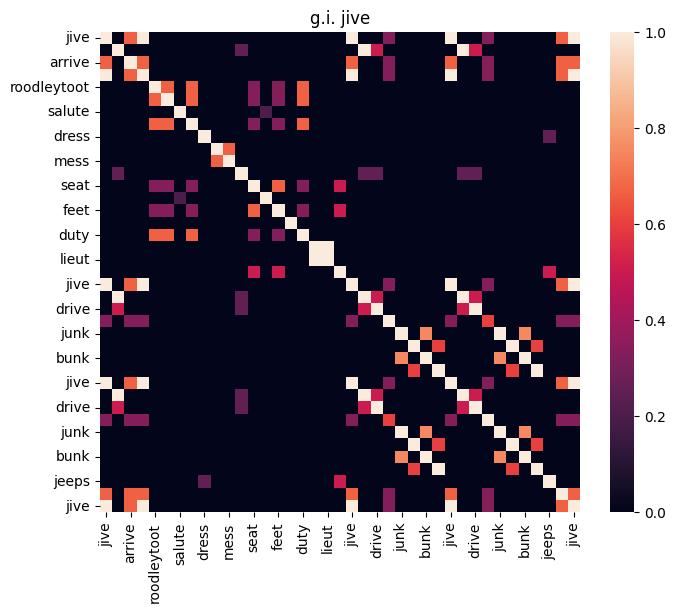 g.i. jive
jive
arrive
roodleytoot
salute
dress
mess
seat
feet
duty
lieut
jive
drive
junk
bunk
jive
drive
junk
bunk
jeeps
jive
1.0
0.8
0.6
0.4
0.2
0.0
jive
arrive
roodleytoot
salute
dress
mess
seat
feet
duty
lieut
jive
drive
junk
bunk
jive
drive
junk
bunk
jeeps
jive